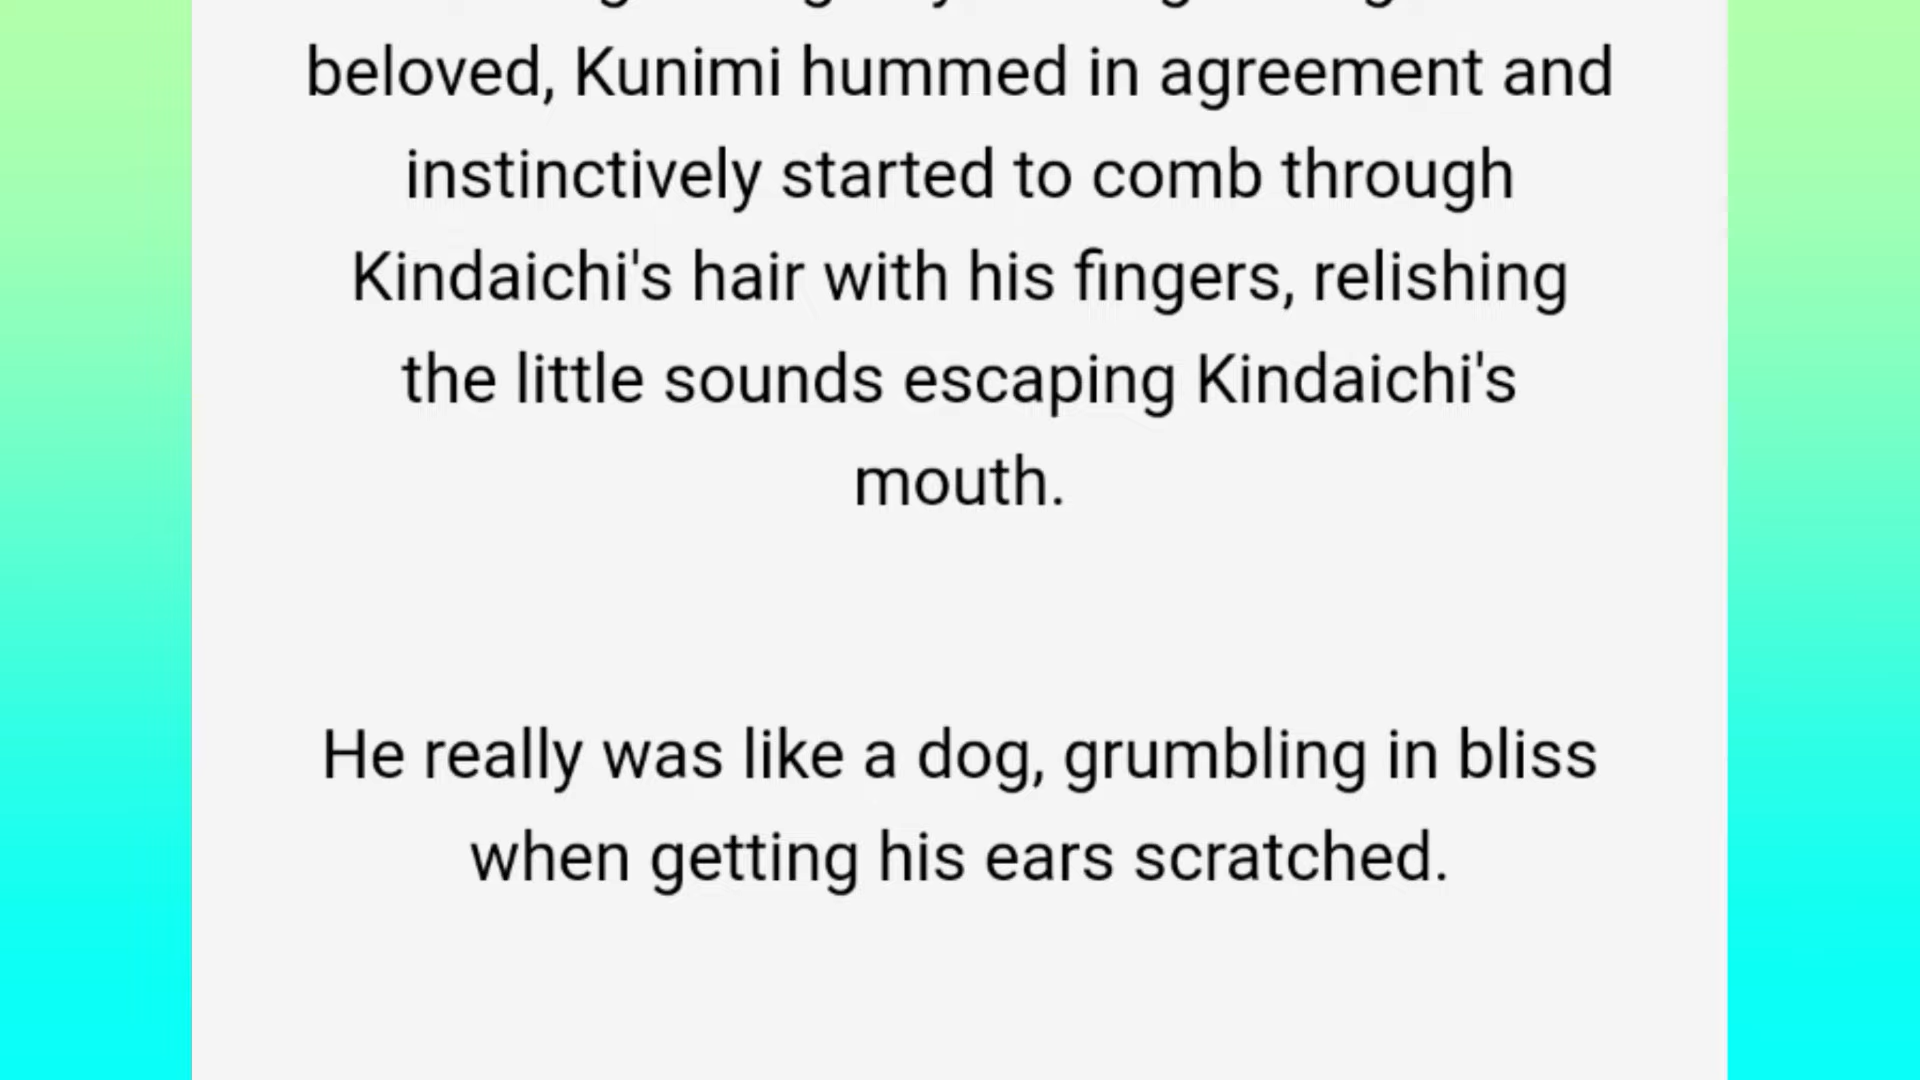 beloved, Kunimi hummed in agreement and
instinctively started to comb through
Kindaichi's hair with his fingers, relishing
the little sounds escaping Kindaichi's
mouth.
He really was like a dog, grumbling in bliss
when getting his ears scratched.